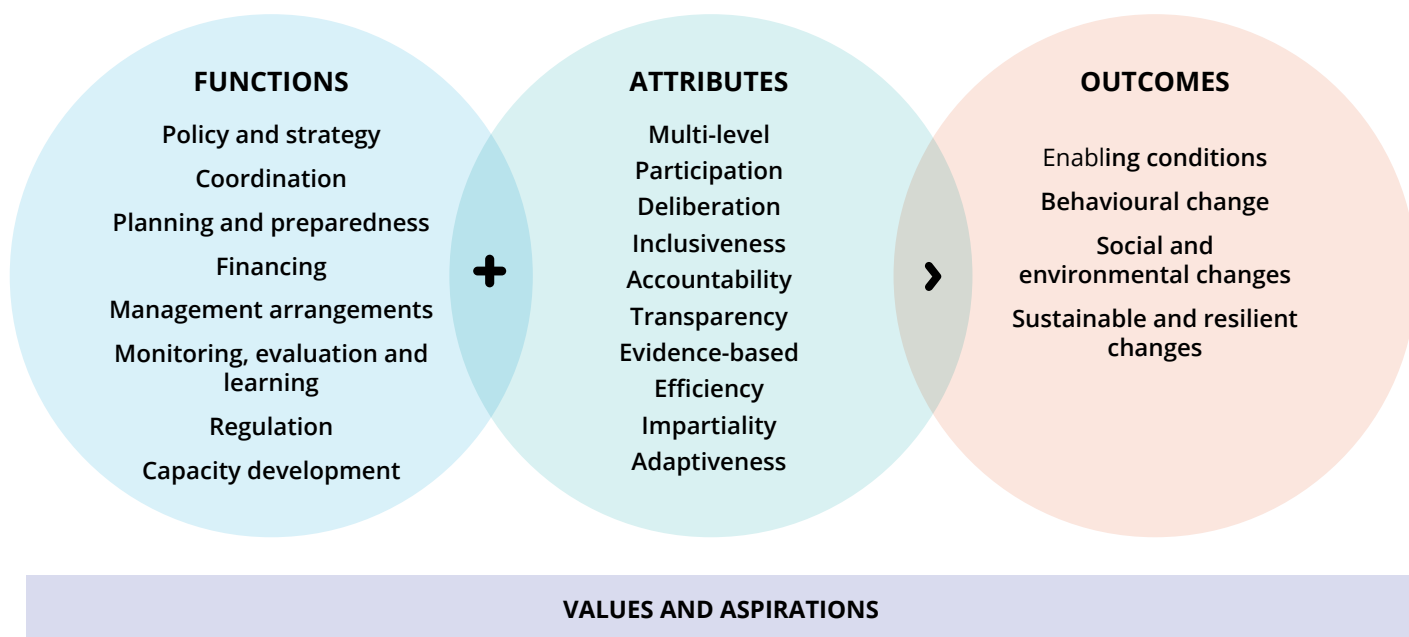 FUNCTIONS
Policy and strategy
Coordination
Planning and preparedness
Financing
Management arrangements
Monitoring, evaluation and
learning
Regulation
Capacity development
+
ATTRIBUTES
Multi-level
Participation
Deliberation
Inclusiveness
Accountability
Transparency
Evidence-based
Efficiency
Impartiality
Adaptiveness
›
OUTCOMES
Enabling conditions
Behavioural change
Social and
environmental changes
Sustainable and resilient
changes
VALUES AND ASPIRATIONS